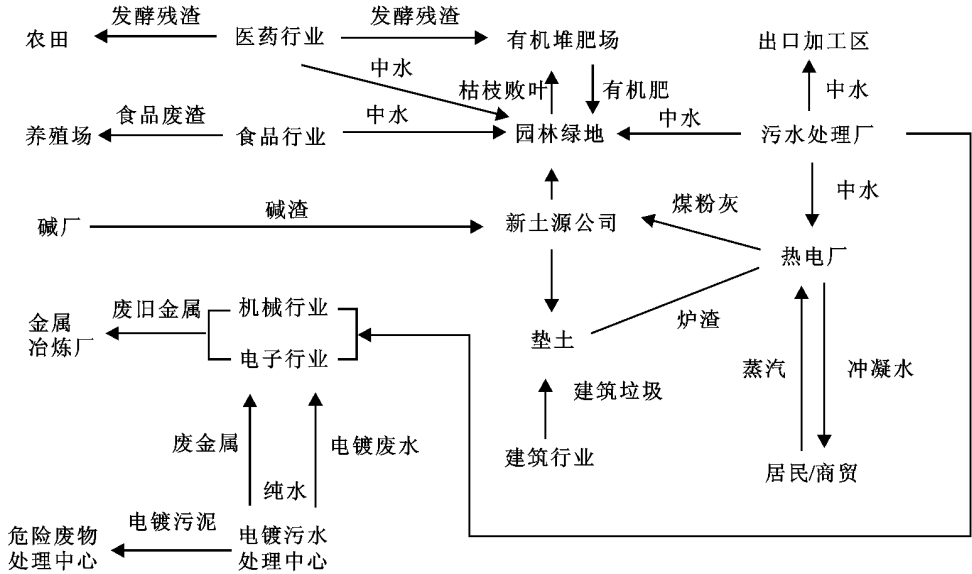 发酵残渣
发酵残渣
农田
医药行业
有机堆肥场
出口加工区
中水
枯枝败叶
有机肥
中水
食品废渣
中水
中水
养殖场
食品行业
园林绿地
污水处理厂
中水
碱渣
煤粉灰
碱厂
新土源公司
热电厂
废旧金属
机械行业
金属
冶炼厂
炉渣
垫土
电子行业
蒸汽
冲凝水
建筑垃圾
废金属
电镀废水
建筑行业
居民/商贸
纯水
电镀污泥
危险废物
处理中心
电镀污水
处理中心